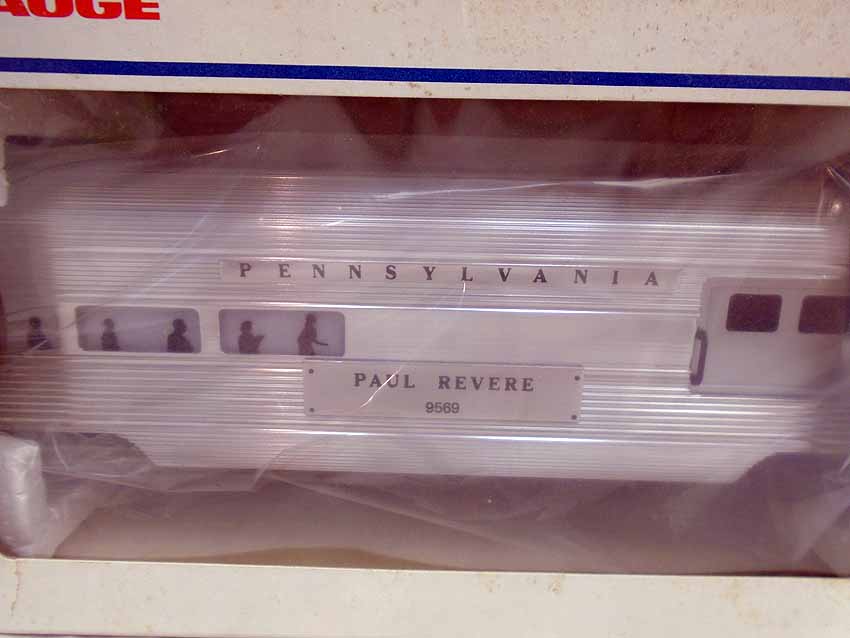 AUGE
PENNSYLVANIA
PAUL REVERE
9569